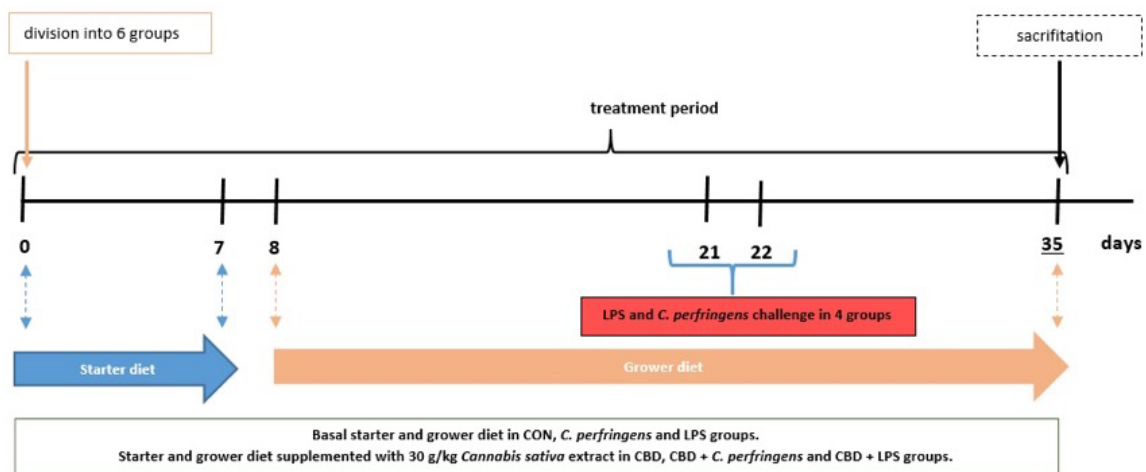 division into 6 groups
sacrifitation
treatment period
0 7 8 21 22 35 days
LPS and C. perfringens challenge in 4 groups
Starter diet
Grower diet
Basal starter and grower diet in CON, C. perfringens and LPS groups.
Starter and grower diet supplemented with 30 g/kg Cannabis sativa extract in CBD, CBD + C. perfringens and CBD + LPS groups.